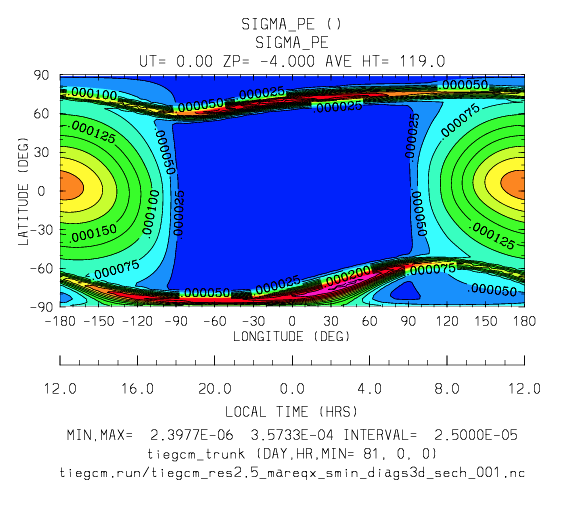 SIGMA_PE ()
SIGMA_PE
UT= 0.00 ZP= -4.000 AVE HT= 119.0
90
60
30
0
-30
-60
-90
LATITUDE (DEG)
.000100
.000050
.000025
.000025
.000050
.000075
.000125
.000050
.000025
.000100
.000025
.000050
.000150
.000125
.000075
.000050
.000025
.000200
.000075
.000050
-180 -150 -120 -90 -60 -30 0 30 60 90 120 150 180
LONGITUDE (DEG)
12.0 16.0 20.0 0.0 4.0 8.0 12.0
LOCAL TIME (HRS)
MIN,MAX= 2.3977E-06 3.5733E-04 INTERVAL= 2.5000E-05
tiegcm_trunk (DAY,HR,MIN= 81, 0, 0)
tiegcm.run/tiegcm_res2.5_mareqx_smin_diags3d_sech_001.nc